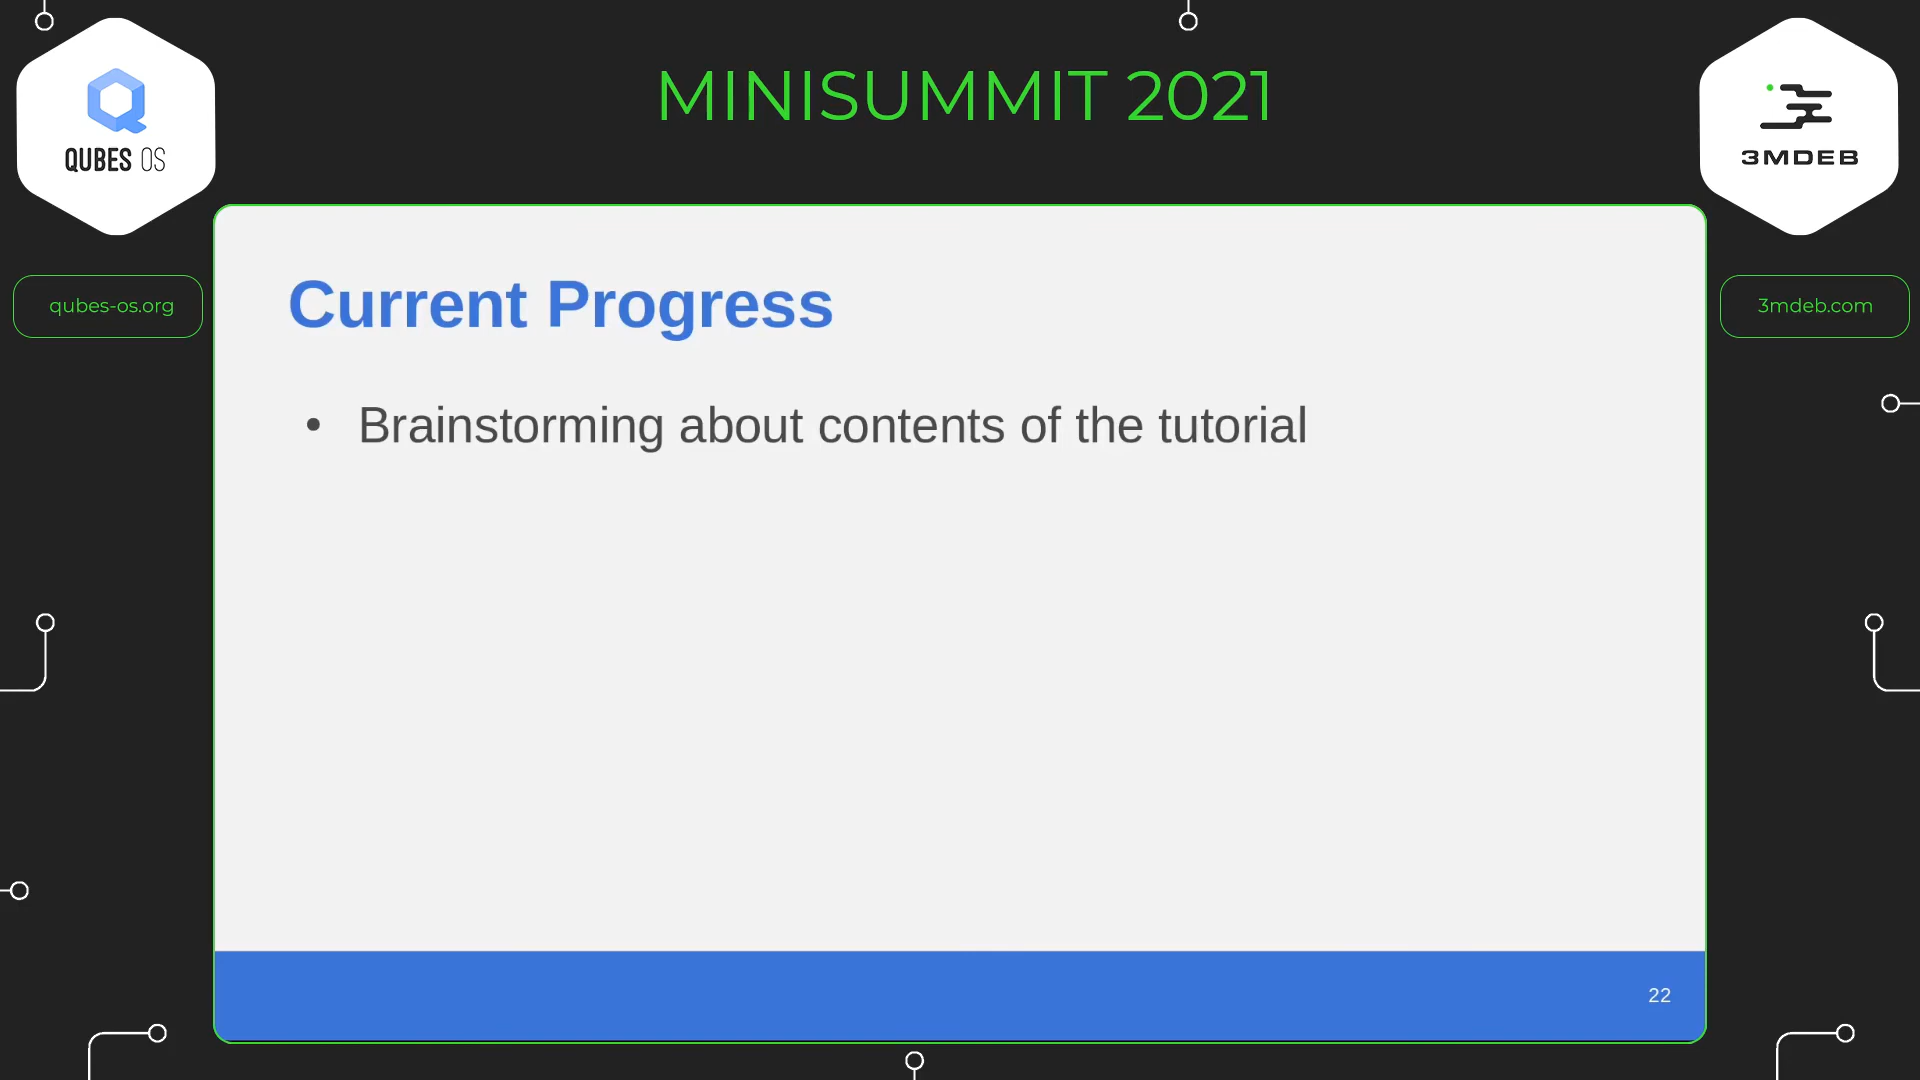 MINISUMMIT 2021
QUBES OS
3MDEB
qubes-os.org
3mdeb.com
Current Progress
• Brainstorming about contents of the tutorial
22